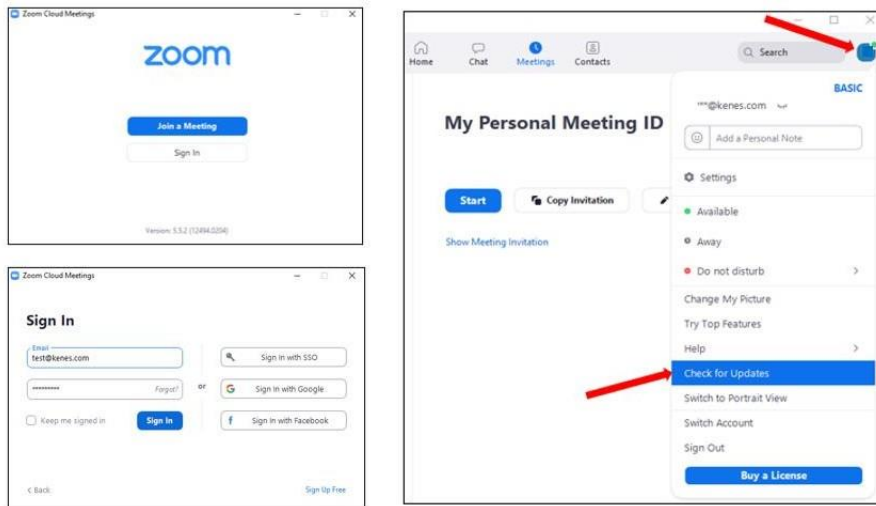 Zoom Cloud Meetings
zoom
Join a Meeting
Sign In
Version: 5.5.2 (12494.0204)
Zoom Cloud Meetings
Sign In
Email
test@kenes.com
*********
Forgot?
Keep me signed in
Sign In
or
Sign In with SSO
Sign In with Google
Sign In with Facebook
< Back
Sign Up Free
Home
Chat
Meetings
Contacts
Search
My Personal Meeting ID
Start
Copy Invitation
Show Meeting Invitation
BASIC
***@kenes.com
Add a Personal Note
Settings
Available
Away
Do not disturb
Change My Picture
Try Top Features
Help
Check for Updates
Switch to Portrait View
Switch Account
Sign Out
Buy a License